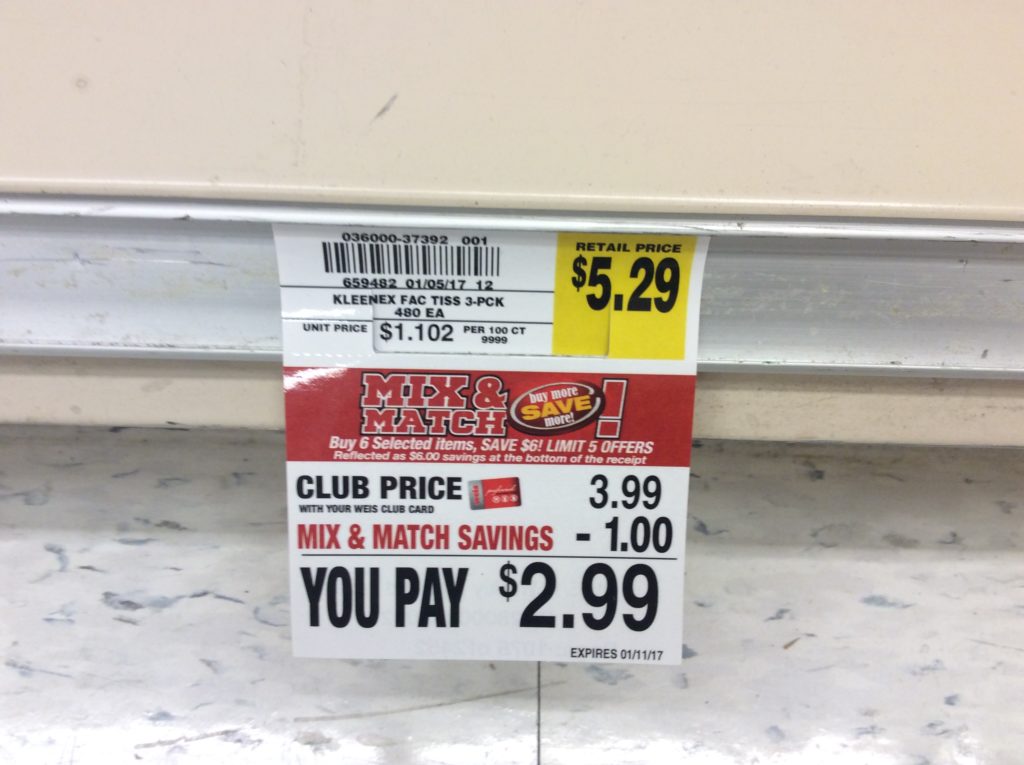 036000-37392 001
659482 01/05/17 12
KLEENEX FAC TISS 3-PCK
480 EA
UNIT PRICE $1.102 PER 100 CT
9999
RETAIL PRICE
$5.29
MIX &
MATCH !
buy more
SAVE
more!
Buy 6 Selected items, SAVE $6! LIMIT 5 OFFERS
Reflected as $6.00 savings at the bottom of the receipt
CLUB PRICE 3.99
WITH YOUR WEIS CLUB CARD
MIX & MATCH SAVINGS - 1.00
YOU PAY $2.99
EXPIRES 01/11/17